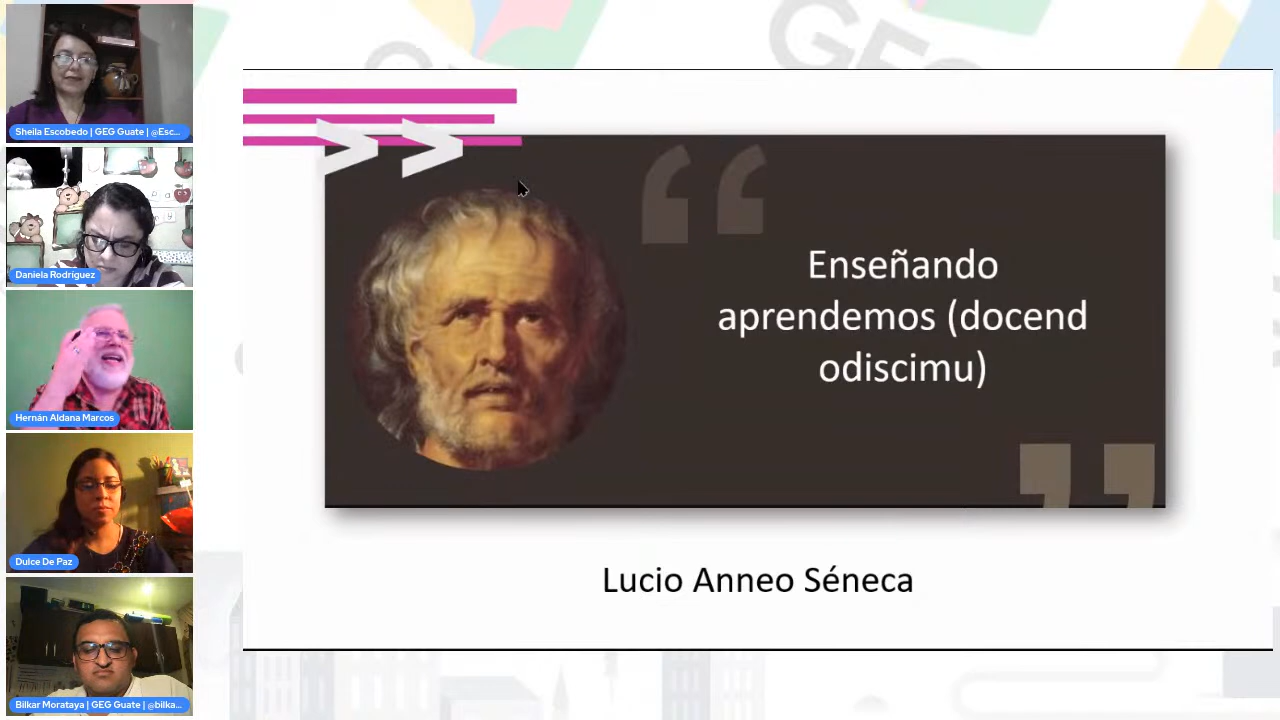 Sheila Escobedo | GEG Guate | @Esc...
Daniela Rodríguez
Hernán Aldana Marcos
Dulce De Paz
Bilkar Morataya | GEG Guate | @bilka...
GEG
>>
“
Enseñando
aprendemos (docend
odiscimu)
”
Lucio Anneo Séneca